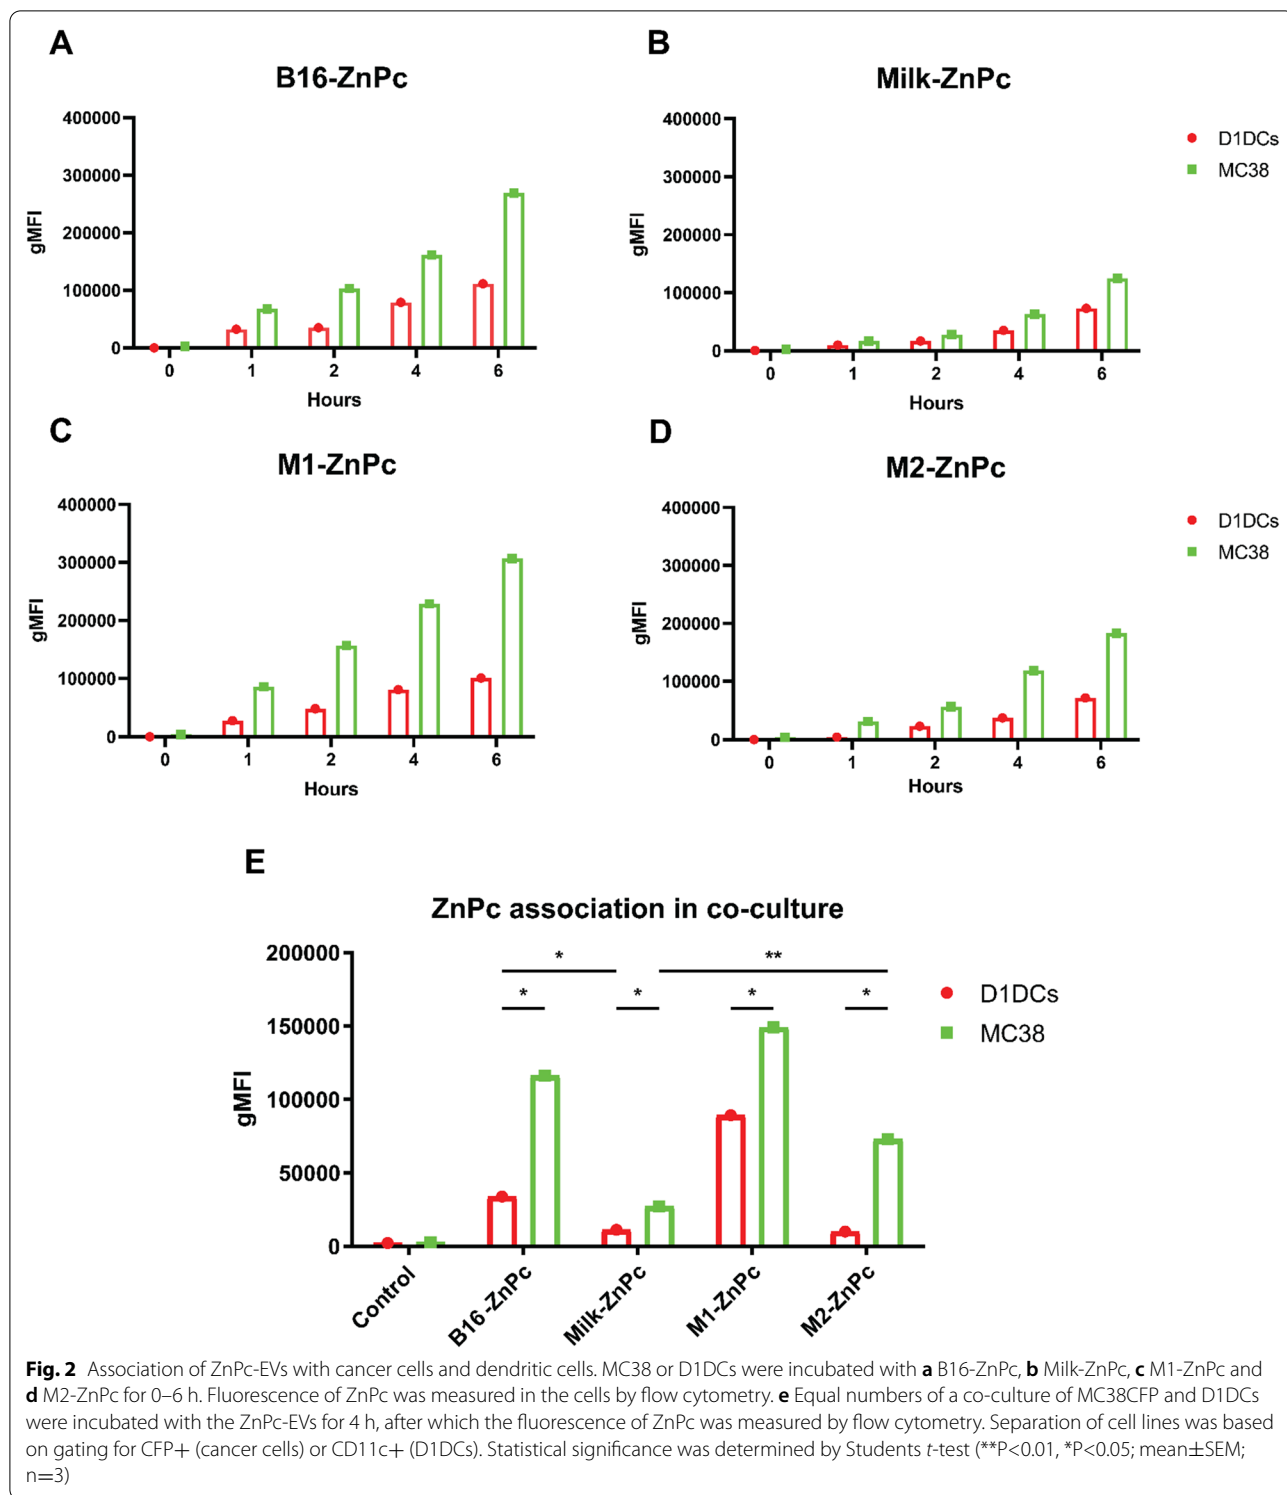 A
B16-ZnPc
400000
300000
200000
100000
0
gMFI
0 1 2 4 6
Hours
B
Milk-ZnPc
400000
300000
200000
100000
0
gMFI
0 1 2 4 6
Hours
D1DCs
MC38
C
M1-ZnPc
400000
300000
200000
100000
0
gMFI
0 1 2 4 6
Hours
D
M2-ZnPc
400000
300000
200000
100000
0
gMFI
0 1 2 4 6
Hours
D1DCs
MC38
E
ZnPc association in co-culture
200000
150000
100000
50000
0
gMFI
* **
* * * *
Control B16-ZnPc Milk-ZnPc M1-ZnPc M2-ZnPc
D1DCs
MC38
Fig. 2 Association of ZnPc-EVs with cancer cells and dendritic cells. MC38 or D1DCs were incubated with a B16-ZnPc, b Milk-ZnPc, c M1-ZnPc and
d M2-ZnPc for 0–6 h. Fluorescence of ZnPc was measured in the cells by flow cytometry. e Equal numbers of a co-culture of MC38CFP and D1DCs
were incubated with the ZnPc-EVs for 4 h, after which the fluorescence of ZnPc was measured by flow cytometry. Separation of cell lines was based
on gating for CFP+ (cancer cells) or CD11c+ (D1DCs). Statistical significance was determined by Students t-test (**P<0.01, *P<0.05; mean±SEM;
n=3)